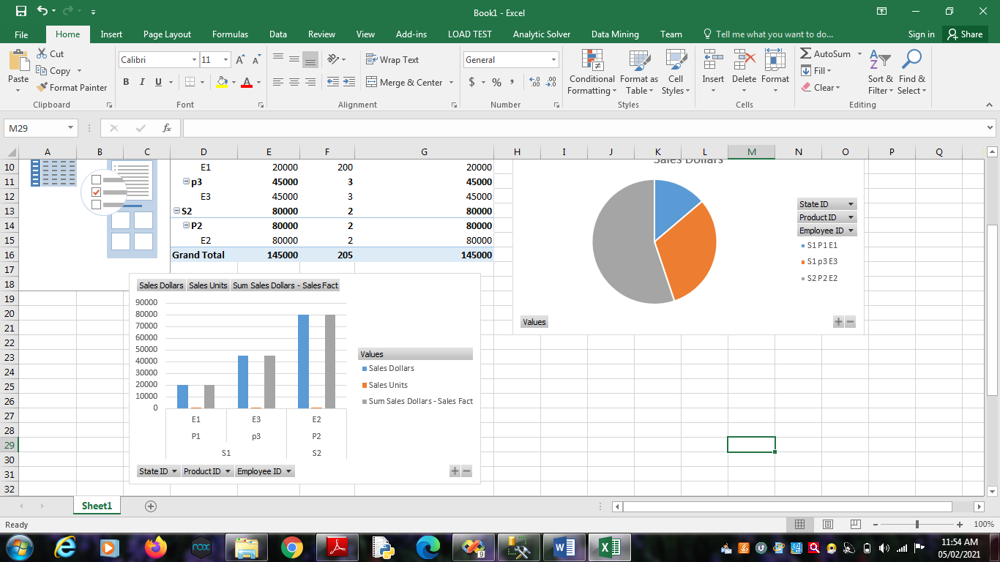 Book1 - Excel
File Home Insert Page Layout Formulas Data Review View Add-ins LOAD TEST Analytic Solver Data Mining Team Tell me what you want to do... Sign in Share
Paste
Cut
Copy
Format Painter
Clipboard
Calibri 11
B I U
A A
Font
Wrap Text
Merge & Center
Alignment
General
$ % ,
Number
Conditional Formatting
Format as Table
Cell Styles
Styles
Insert Delete Format
Cells
AutoSum
Fill
Clear
Sort & Filter
Find & Select
Editing
M29 fx
A B C D E F G H I J K L M N O P Q
10 E1 20000 200 20000
11 p3 45000 3 45000
12 E3 45000 3 45000
13 S2 80000 2 80000
14 P2 80000 2 80000
15 E2 80000 2 80000
16 Grand Total 145000 205 145000
17
18
19
20
21
22
23
24
25
26
27
28
29
30
31
32
Sales Dollars Sales Units Sum Sales Dollars - Sales Fact
90000
80000
70000
60000
50000
40000
30000
20000
10000
0
E1 E3 E2
P1 p3 P2
S1 S2
Values
Sales Dollars
Sales Units
Sum Sales Dollars - Sales Fact
State ID Product ID Employee ID
Sales Dollars
State ID
Product ID
Employee ID
S1 P1 E1
S1 p3 E3
S2 P2 E2
Values
Sheet1
Ready
100%
nox
9
11:54 AM
05/02/2021